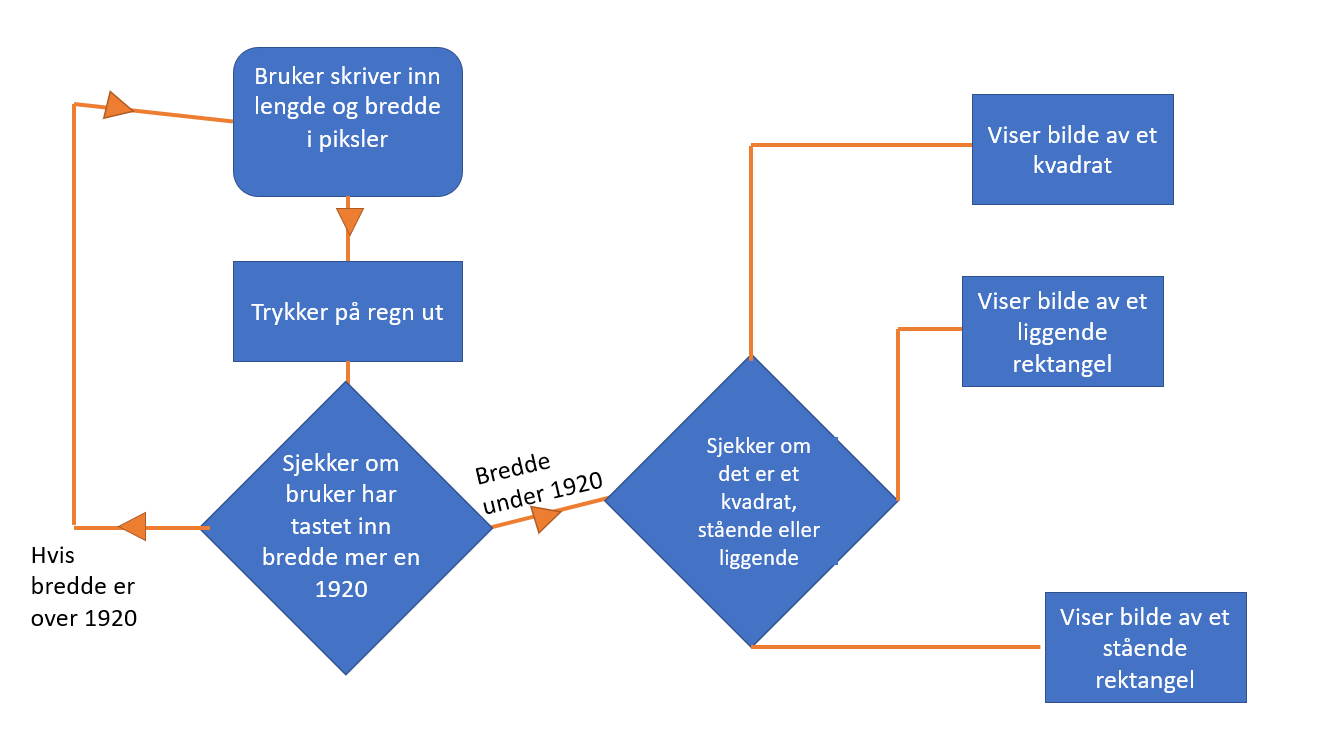 Bruker skriver inn
lengde og bredde
i piksler
Trykker på regn ut
Sjekker om
bruker har
tastet inn
bredde mer en
1920
Hvis
bredde er
over 1920
Bredde
under 1920
Sjekker om
det er et
kvadrat,
stående eller
liggende
Viser bilde av et
kvadrat
Viser bilde av et
liggende
rektangel
Viser bilde av et
stående
rektangel